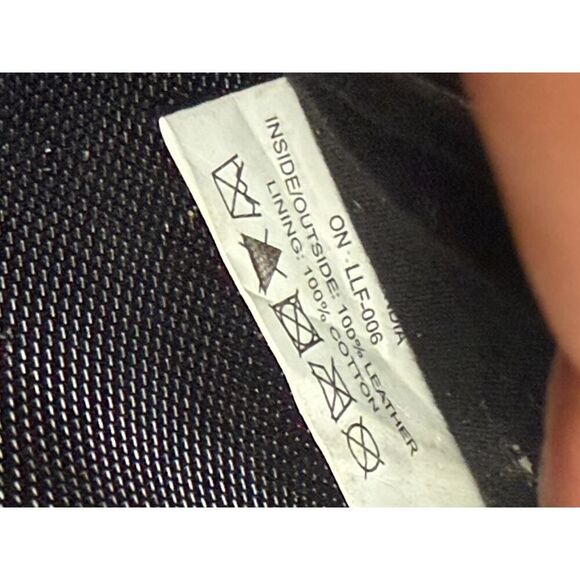 ON - LLF-006
INSIDE/OUTSIDE: 100% LEATHER
LINING: 100% COTTON